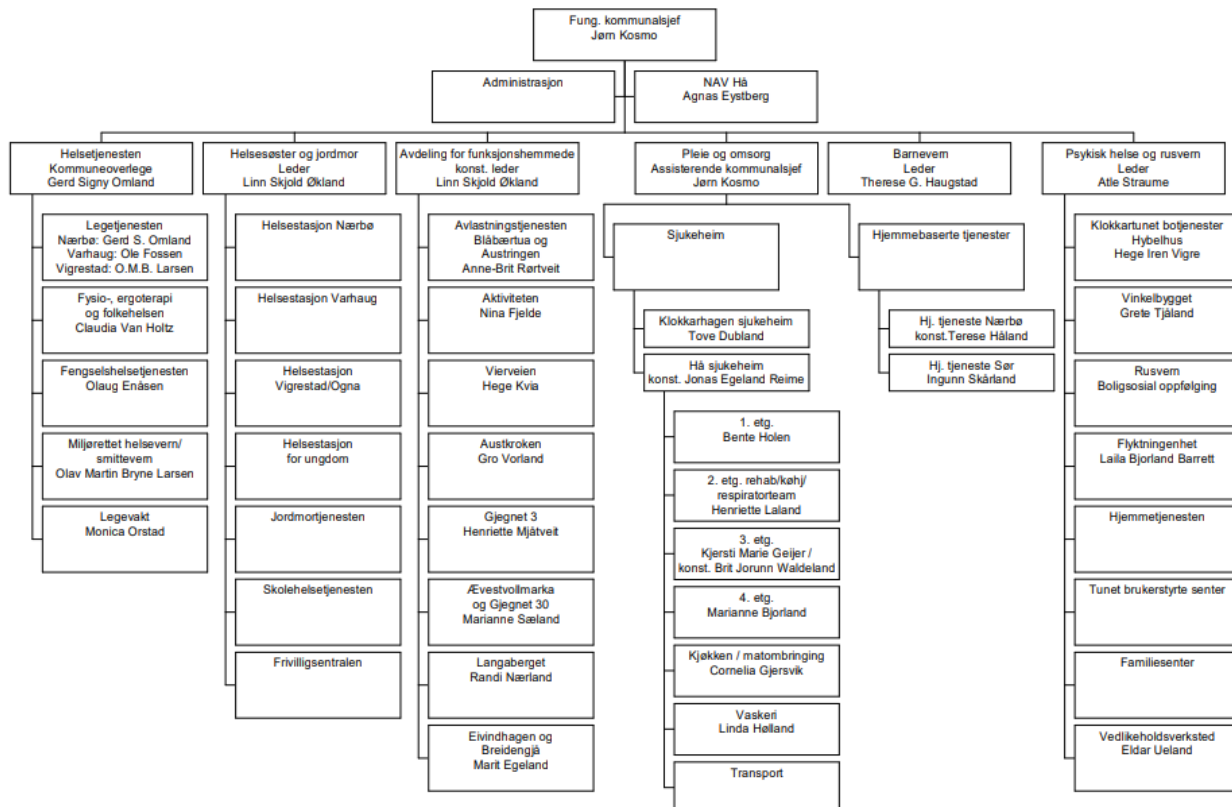 Fung. kommunalsjef
Jørn Kosmo
Administrasjon
NAV Hå
Agnas Eystberg
Helsetjenesten
Kommuneoverlege
Gerd Signy Omland
Helsesøster og jordmor
Leder
Linn Skjold Økland
Avdeling for funksjonshemmede
konst. leder
Linn Skjold Økland
Pleie og omsorg
Assisterende kommunalsjef
Jørn Kosmo
Barnevern
Leder
Therese G. Haugstad
Psykisk helse og rusvern
Leder
Atle Straume
Legetjenesten
Nærbø: Gerd S. Omland
Varhaug: Ole Fossen
Vigrestad: O.M.B. Larsen
Fysio-, ergoterapi
og folkehelsen
Claudia Van Holtz
Fengselshelsetjenesten
Olaug Enåsen
Miljørettet helsevern/
smittevern
Olav Martin Bryne Larsen
Legevakt
Monica Orstad
Helsestasjon Nærbø
Helsestasjon Varhaug
Helsestasjon
Vigrestad/Ogna
Helsestasjon
for ungdom
Jordmortjenesten
Skolehelsetjenesten
Frivilligsentralen
Avlastningstjenesten
Blåbærtua og
Austringen
Anne-Brit Rørtveit
Aktiviteten
Nina Fjelde
Vierveien
Hege Kvia
Austkroken
Gro Vorland
Gjegnet 3
Henriette Mjåtveit
Ævestvollmarka
og Gjegnet 30
Marianne Sæland
Langaberget
Randi Nærland
Eivindhagen og
Breidengjå
Marit Egeland
Sjukeheim
Klokkarhagen sjukeheim
Tove Dubland
Hå sjukeheim
konst. Jonas Egeland Reime
1. etg.
Bente Holen
2. etg. rehab/køhj/
respiratorteam
Henriette Laland
3. etg.
Kjersti Marie Geijer /
konst. Brit Jorunn Waldeland
4. etg.
Marianne Bjorland
Kjøkken / matombringing
Cornelia Gjersvik
Vaskeri
Linda Hølland
Transport
Hjemmebaserte tjenester
Hj. tjeneste Nærbø
konst.Terese Håland
Hj. tjeneste Sør
Ingunn Skårland
Klokkartunet botjenester
Hybelhus
Hege Iren Vigre
Vinkelbygget
Grete Tjåland
Rusvern
Boligsosial oppfølging
Flyktningenhet
Laila Bjorland Barrett
Hjemmetjenesten
Tunet brukerstyrte senter
Familiesenter
Vedlikeholdsverksted
Eldar Ueland